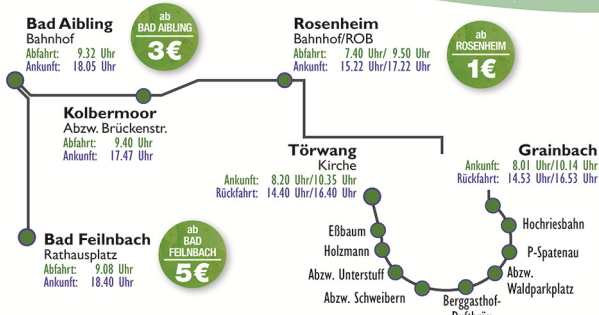 Bad Aibling
Bahnhof
Abfahrt: 9.32 Uhr
Ankunft: 18.05 Uhr
ab
BAD AIBLING
3€
Rosenheim
Bahnhof/ROB
Abfahrt: 7.40 Uhr/ 9.50 Uhr
Ankunft: 15.22 Uhr/17.22 Uhr
ab
ROSENHEIM
1€
Kolbermoor
Abzw. Brückenstr.
Abfahrt: 9.40 Uhr
Ankunft: 17.47 Uhr
Törwang
Kirche
Ankunft: 8.20 Uhr/10.35 Uhr
Rückfahrt: 14.40 Uhr/16.40 Uhr
Grainbach
Ankunft: 8.01 Uhr/10.14 Uhr
Rückfahrt: 14.53 Uhr/16.53 Uhr
Bad Feilnbach
Rathausplatz
Abfahrt: 9.08 Uhr
Ankunft: 18.40 Uhr
ab
BAD
FEILNBACH
5€
Eßbaum
Holzmann
Abzw. Unterstuff
Abzw. Schweibern
Berggasthof-
Abzw.
Waldparkplatz
P-Spatenau
Hochriesbahn